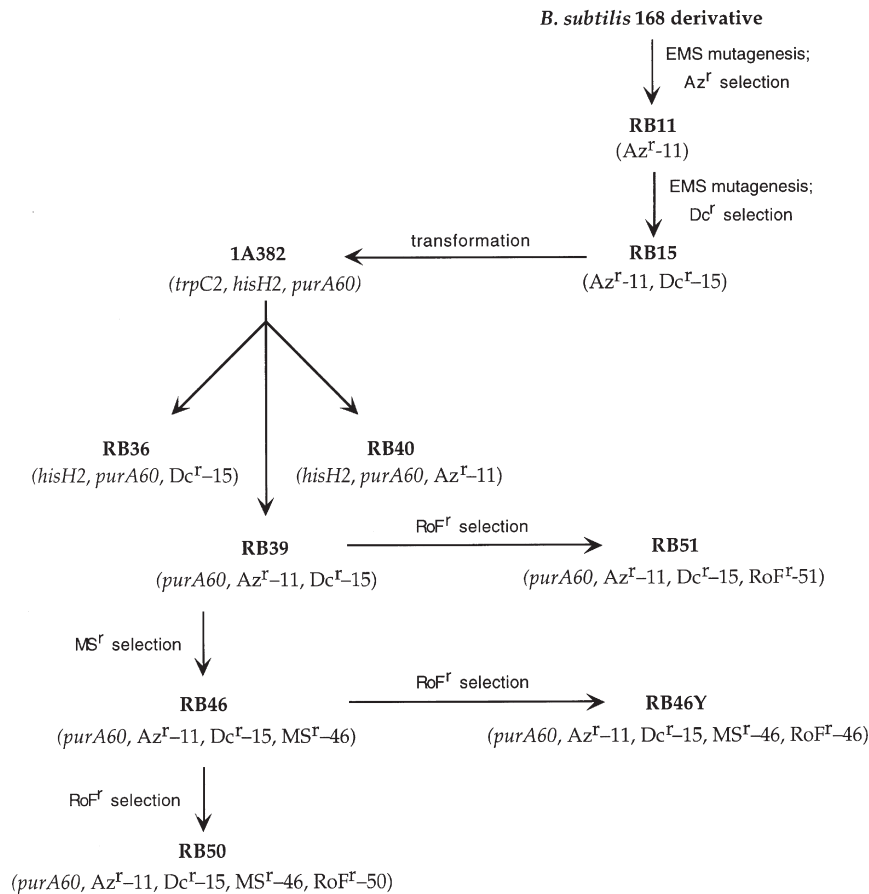 B. subtilis 168 derivative
EMS mutagenesis;
Azʳ selection
RB11
(Azʳ-11)
EMS mutagenesis;
Dcʳ selection
transformation
1A382
(trpC2, hisH2, purA60)
RB15
(Azʳ-11, Dcʳ–15)
RB36
(hisH2, purA60, Dcʳ–15)
RB40
(hisH2, purA60, Azʳ–11)
RoFʳ selection
RB39
(purA60, Azʳ–11, Dcʳ–15)
RB51
(purA60, Azʳ–11, Dcʳ–15, RoFʳ-51)
MSʳ selection
RoFʳ selection
RB46
(purA60, Azʳ–11, Dcʳ–15, MSʳ–46)
RB46Y
(purA60, Azʳ–11, Dcʳ–15, MSʳ–46, RoFʳ–46)
RoFʳ selection
RB50
(purA60, Azʳ–11, Dcʳ–15, MSʳ–46, RoFʳ–50)